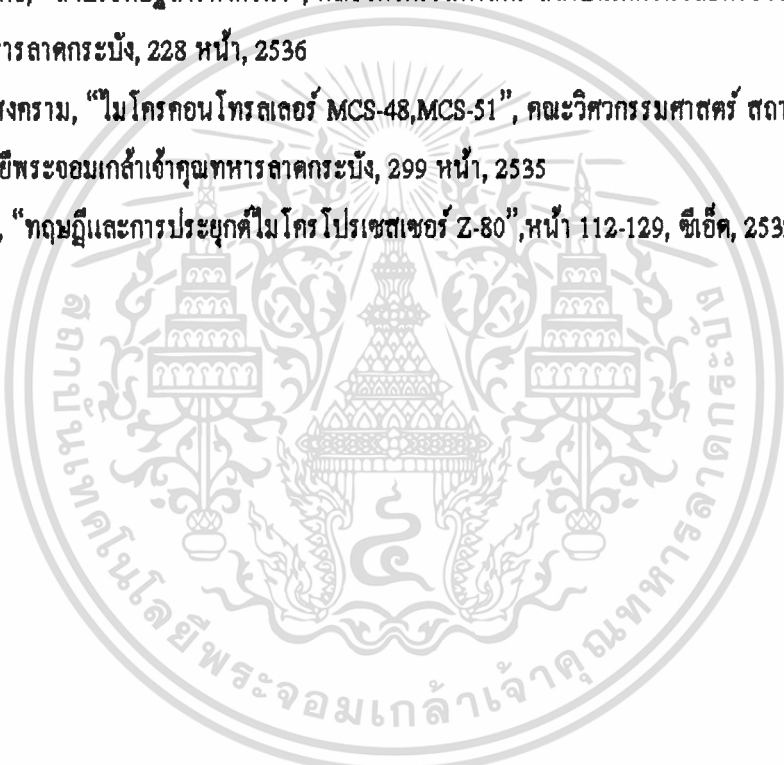 ารลาดกระบัง, 228 หน้า, 2536
สงคราม, “ไมโครคอนโทรลเลอร์ MCS-48,MCS-51”, คณะวิศวกรรมศาสตร์ สถา
ยีพระจอมเกล้าเจ้าคุณทหารลาดกระบัง, 299 หน้า, 2535
, “ทฤษฎีและการประยุกต์ไมโครโปรเซสเซอร์ Z-80”,หน้า 112-129, ซีเอ็ด, 253
สถาบันเทคโนโลยีพระจอมเกล้าเจ้าคุณทหารลาดกระบัง